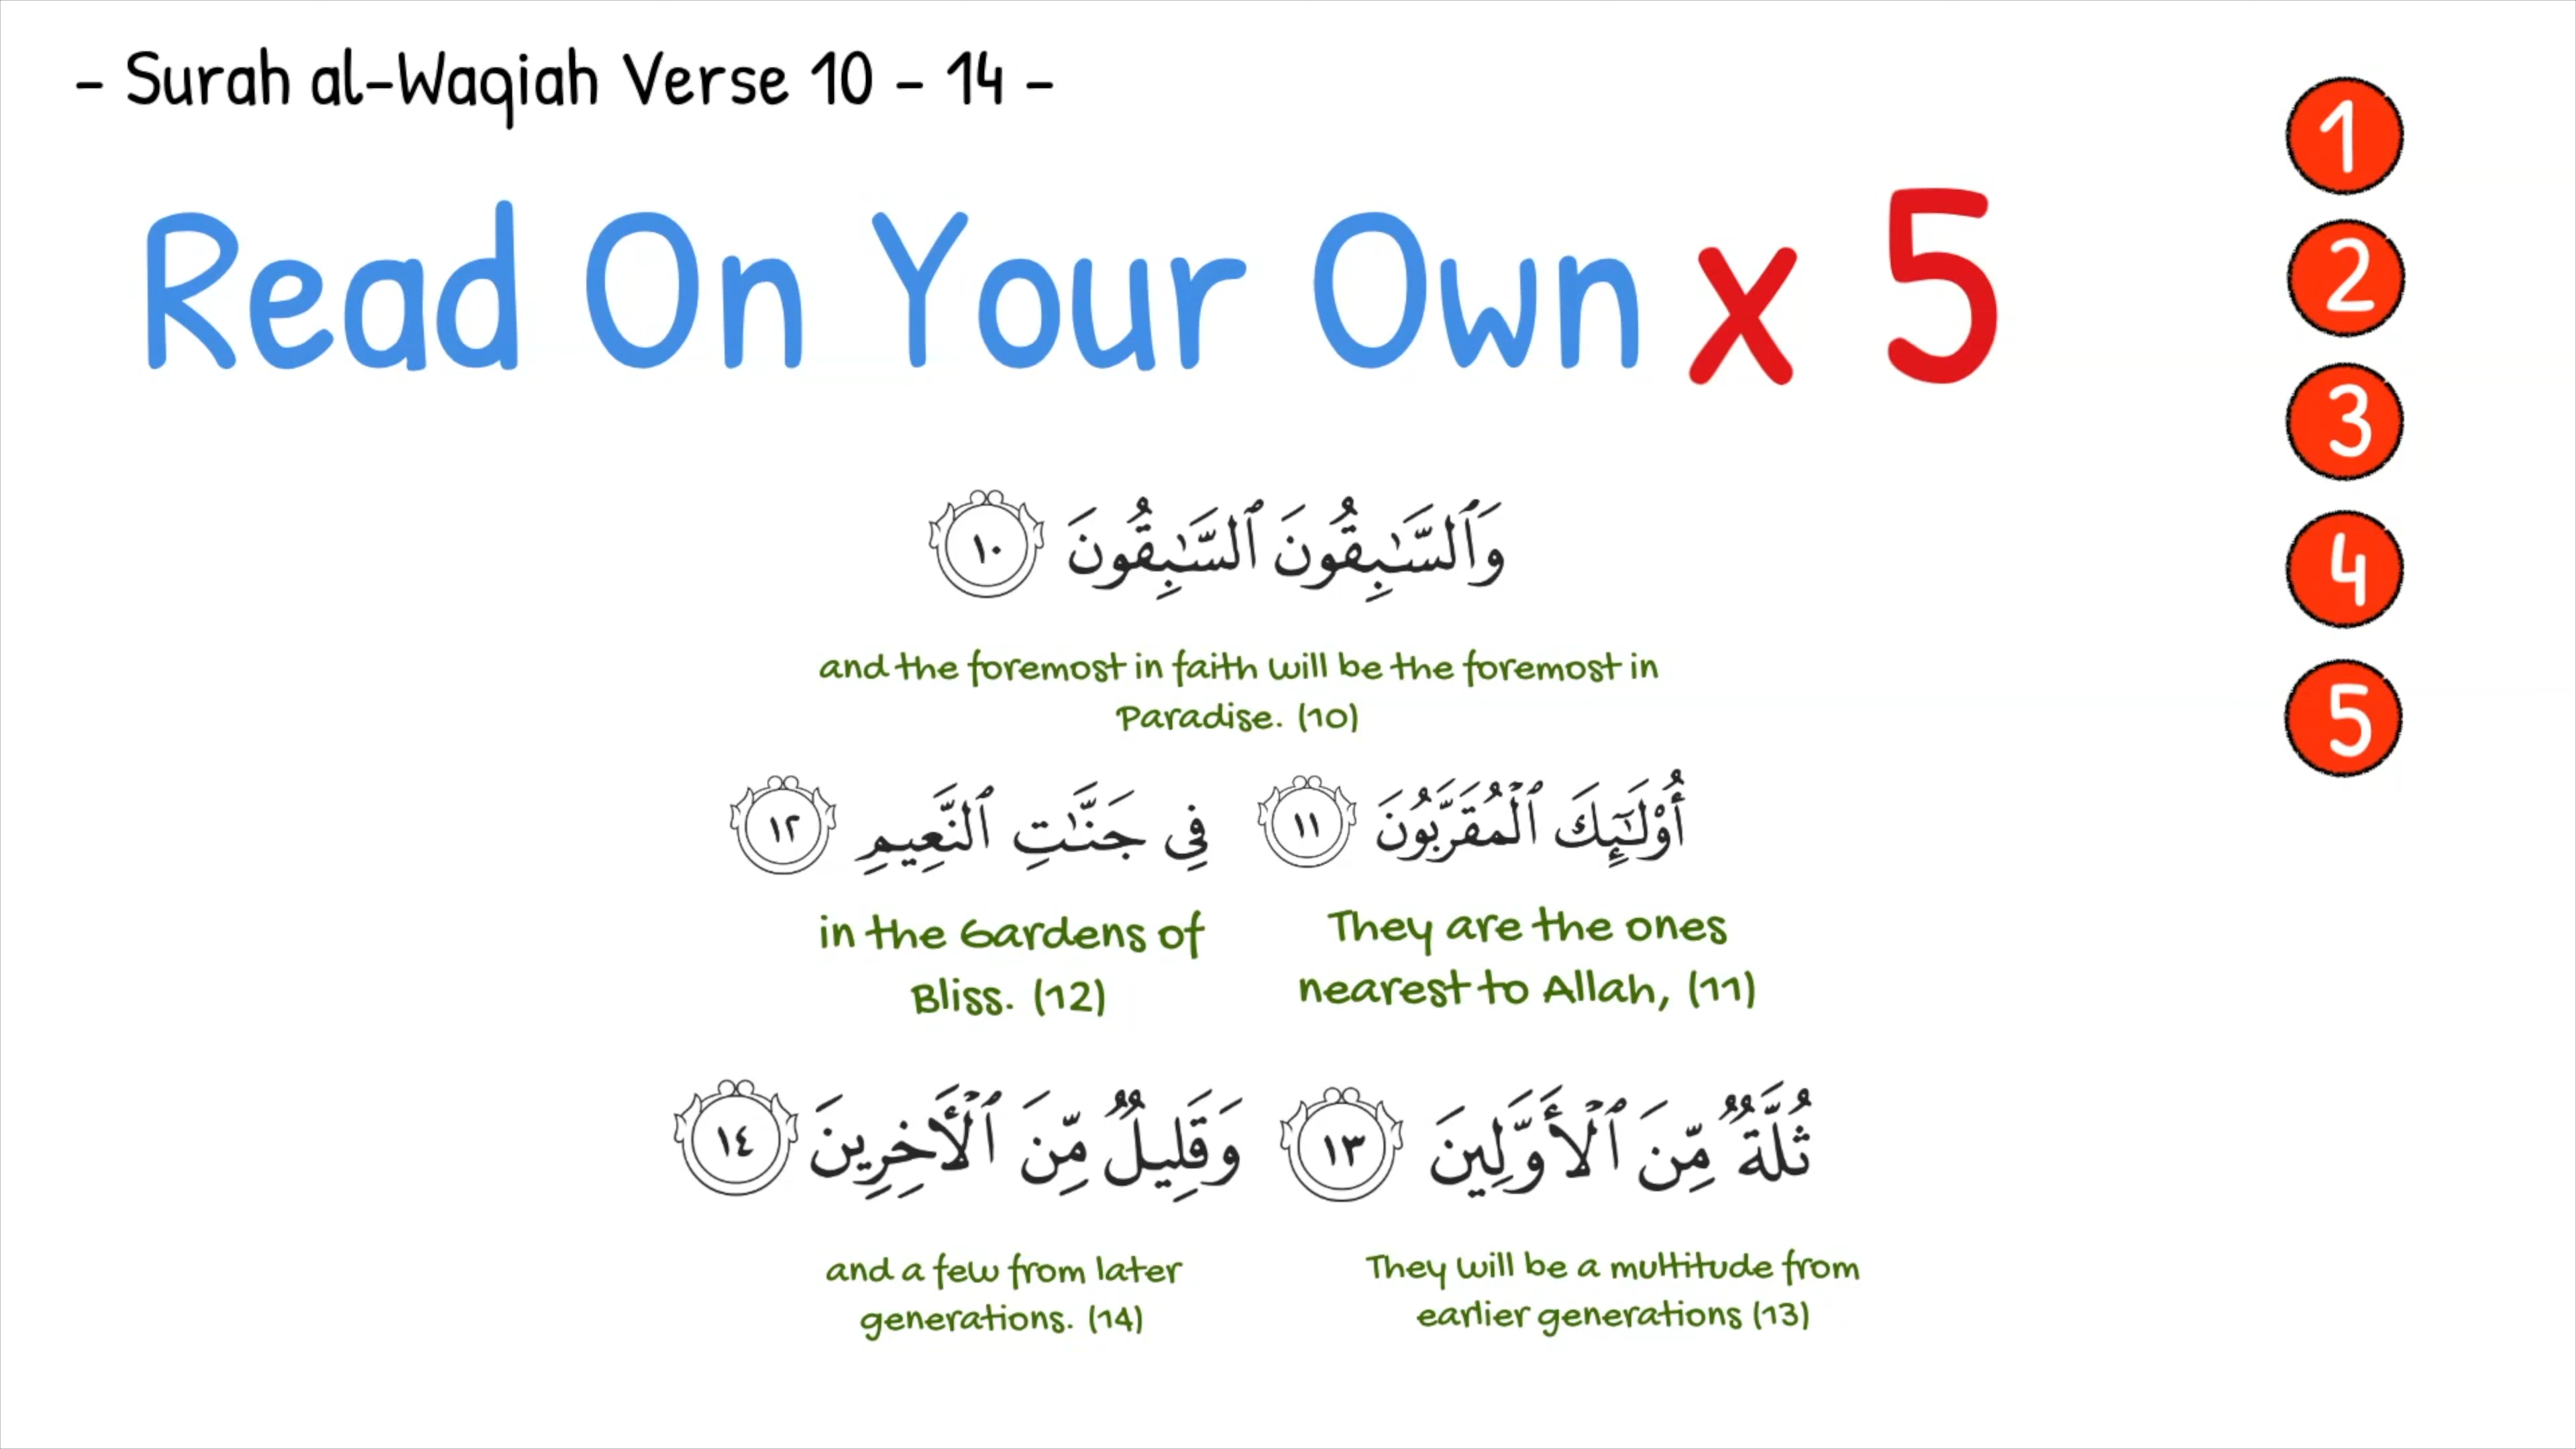 - Surah al-Waqiah Verse 10 - 14 -
Read On Your Own x 5
1
2
3
4
5
وَٱلسَّـٰبِقُونَ ٱلسَّـٰبِقُونَ ١٠
and the foremost in faith will be the foremost in
Paradise. (10)
أُو۟لَـٰٓئِكَ ٱلْمُقَرَّبُونَ ١١ فِى جَنَّـٰتِ ٱلنَّعِيمِ ١٢
They are the ones
nearest to Allah, (11)
in the Gardens of
Bliss. (12)
ثُلَّةٌۭ مِّنَ ٱلْأَوَّلِينَ ١٣ وَقَلِيلٌۭ مِّنَ ٱلْـَٔاخِرِينَ ١٤
They will be a multitude from
earlier generations (13)
and a few from later
generations. (14)